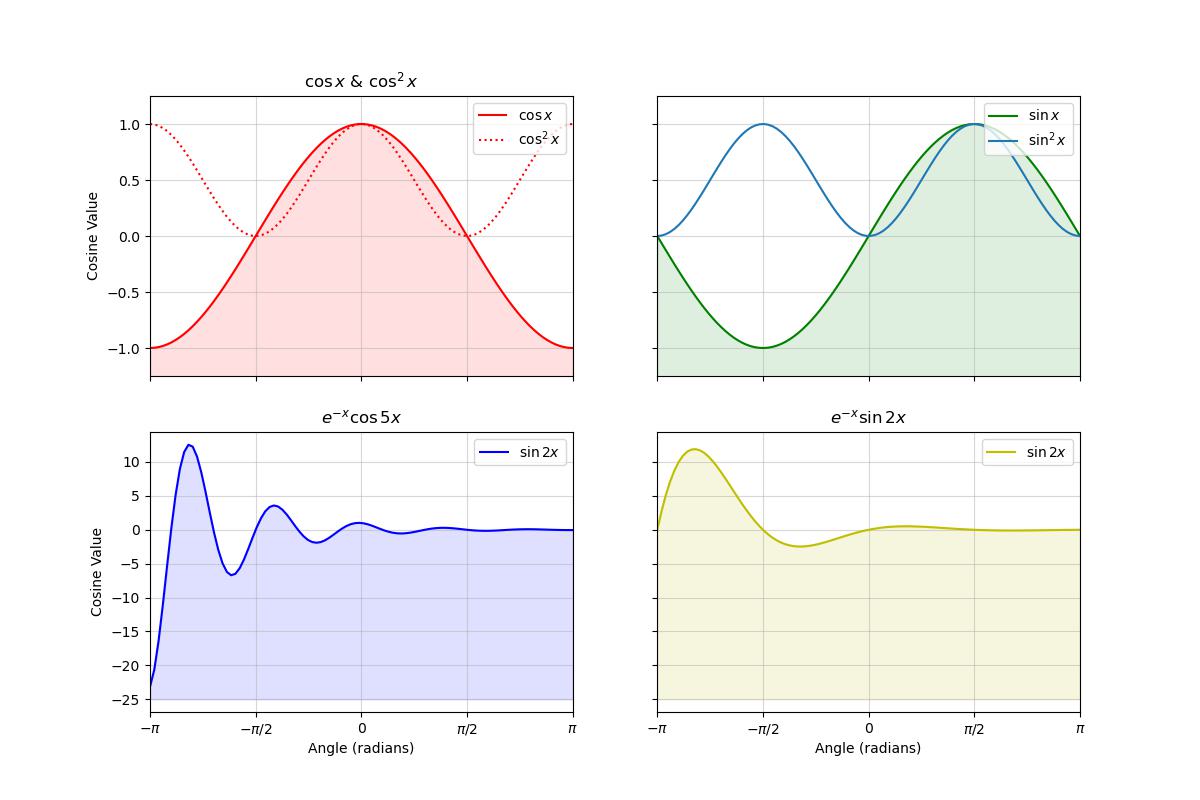 cos x & cos² x
cos x
cos² x
1.0
0.5
0.0
−0.5
−1.0
Cosine Value
sin x
sin² x
e⁻ˣcos 5x
sin 2x
10
5
0
−5
−10
−15
−20
−25
Cosine Value
−π
−π/2
0
π/2
π
Angle (radians)
e⁻ˣsin 2x
sin 2x
−π
−π/2
0
π/2
π
Angle (radians)